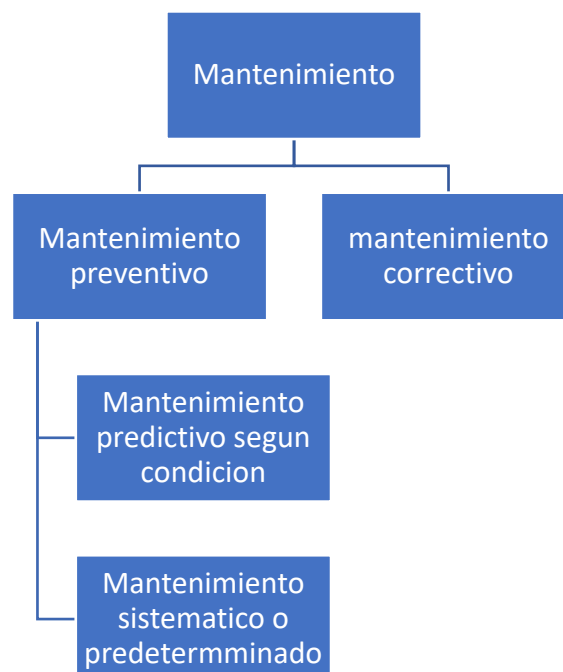 Mantenimiento
Mantenimiento
preventivo
mantenimiento
correctivo
Mantenimiento
predictivo segun
condicion
Mantenimiento
sistematico o
predetermminado